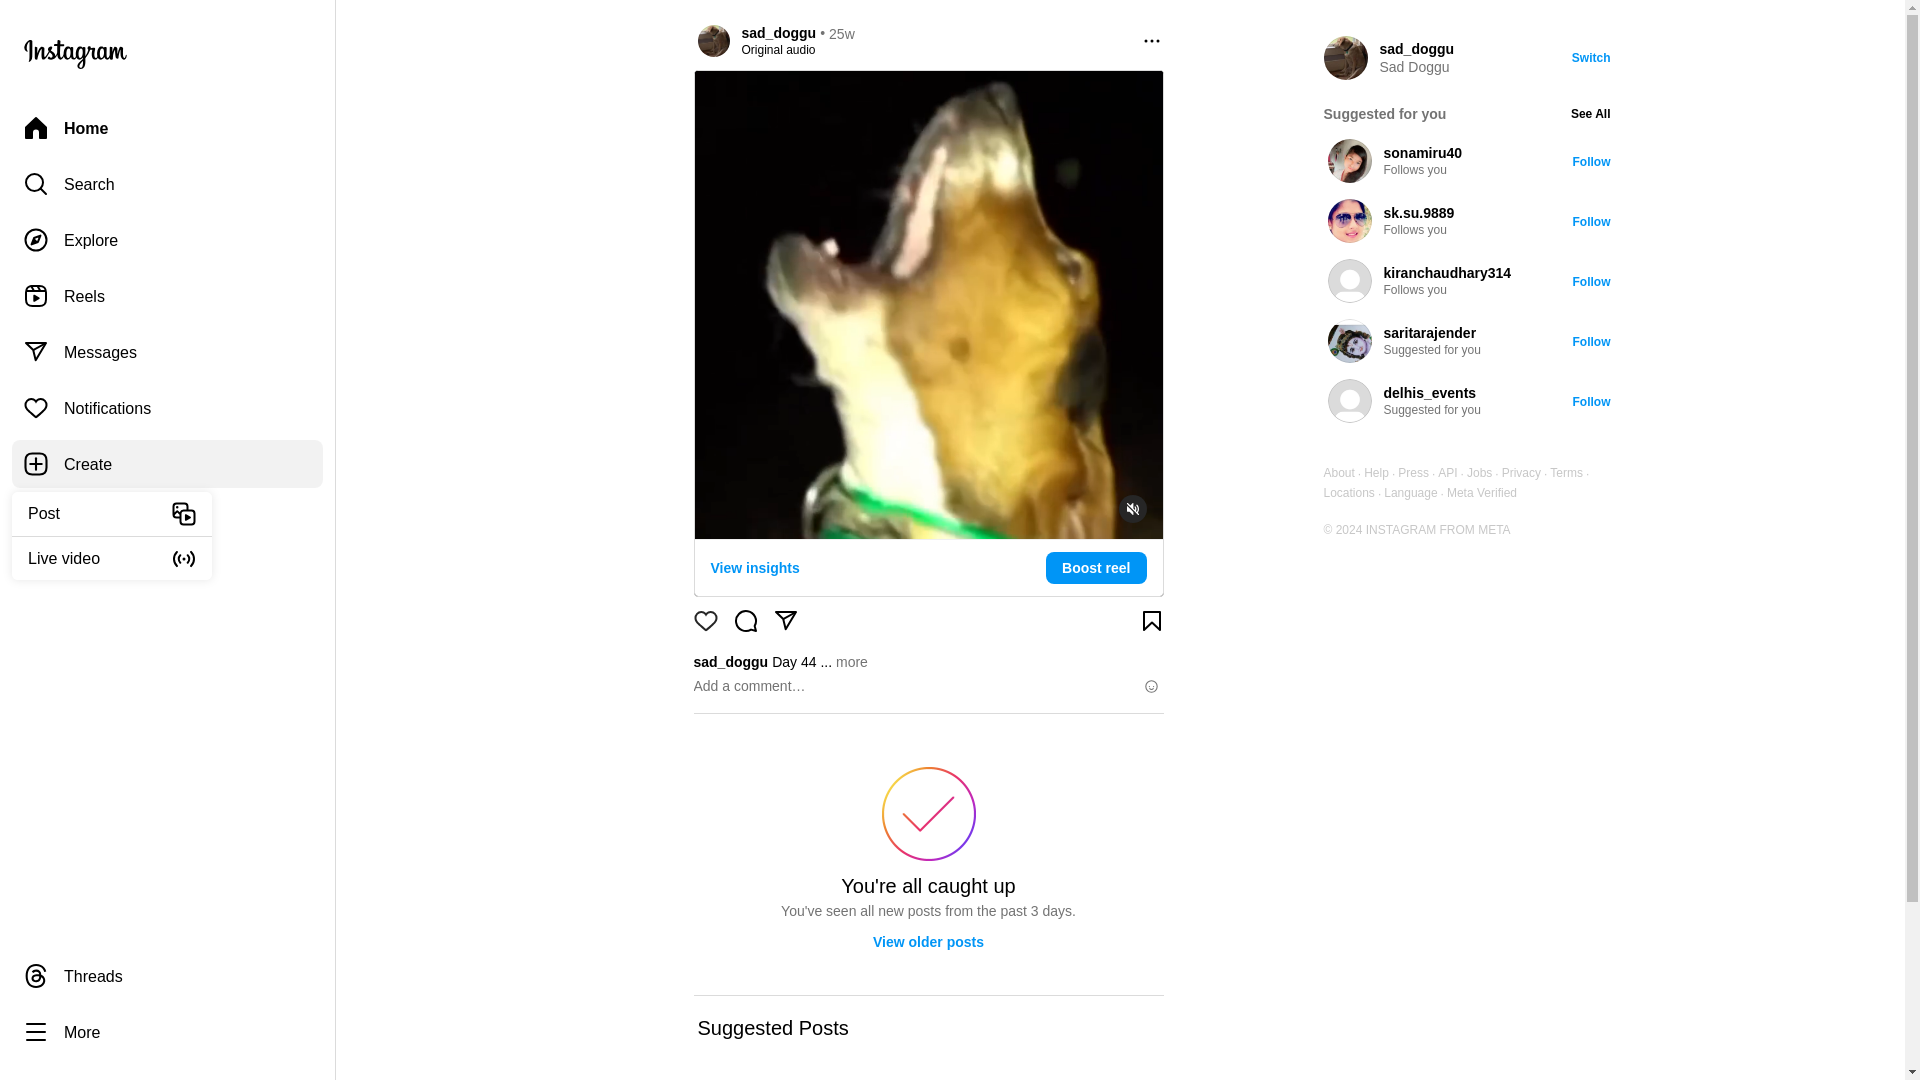 Instagram
Home
Search
Explore
Reels
Messages
Notifications
Create
Post
Live video
Threads
More
sad_doggu • 25w
Original audio
View insights
Boost reel
sad_doggu Day 44 ... more
Add a comment…
You're all caught up
You've seen all new posts from the past 3 days.
View older posts
Suggested Posts
sad_doggu
Sad Doggu
Switch
Suggested for you
See All
sonamiru40
Follows you
Follow
sk.su.9889
Follows you
Follow
kiranchaudhary314
Follows you
Follow
saritarajender
Suggested for you
Follow
delhis_events
Suggested for you
Follow
About · Help · Press · API · Jobs · Privacy · Terms ·
Locations · Language · Meta Verified
© 2024 INSTAGRAM FROM META